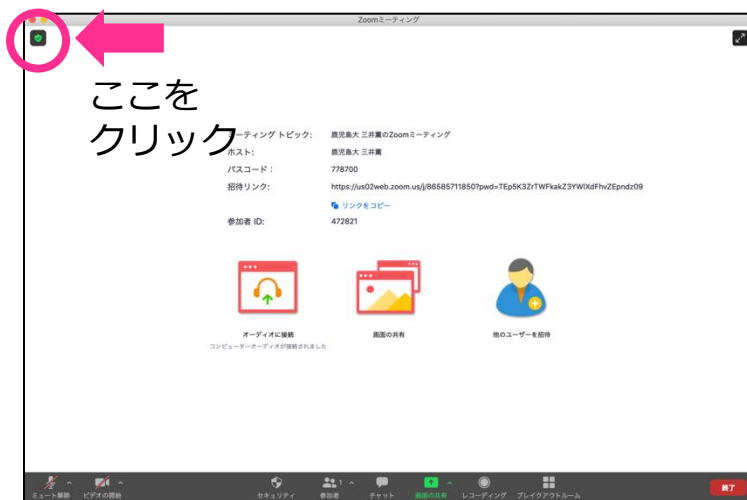 Zoomミーティング
ここを
クリック
ミーティング トピック: 鹿児島大 三井薫のZoomミーティング
ホスト: 鹿児島大 三井薫
パスコード： 778700
招待リンク: https://us02web.zoom.us/j/86585711850?pwd=TEp5K3ZrTWFkakZ3YWlXdFhvZEpndz09
リンクをコピー
参加者 ID: 472821
オーディオに接続 画面の共有 他のユーザーを招待
コンピューターオーディオが接続されました
1
ミュート解除 ビデオの開始 セキュリティ 参加者 チャット 画面の共有 レコーディング ブレイクアウトルーム 終了